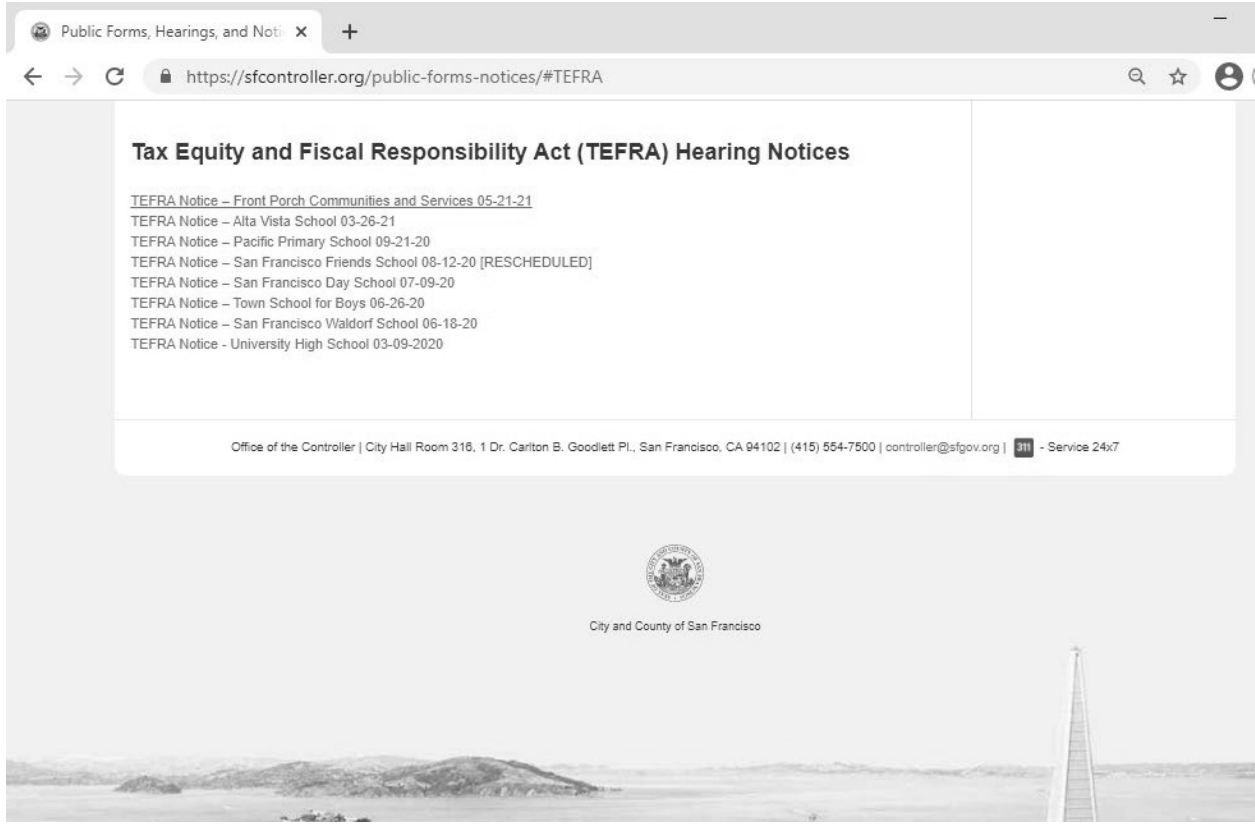 Public Forms, Hearings, and Noti
https://sfcontroller.org/public-forms-notices/#TEFRA
Tax Equity and Fiscal Responsibility Act (TEFRA) Hearing Notices
TEFRA Notice – Front Porch Communities and Services 05-21-21
TEFRA Notice – Alta Vista School 03-26-21
TEFRA Notice – Pacific Primary School 09-21-20
TEFRA Notice – San Francisco Friends School 08-12-20 [RESCHEDULED]
TEFRA Notice – San Francisco Day School 07-09-20
TEFRA Notice – Town School for Boys 06-26-20
TEFRA Notice – San Francisco Waldorf School 06-18-20
TEFRA Notice - University High School 03-09-2020
Office of the Controller | City Hall Room 316, 1 Dr. Carlton B. Goodlett Pl., San Francisco, CA 94102 | (415) 554-7500 | controller@sfgov.org | 311 - Service 24x7
City and County of San Francisco